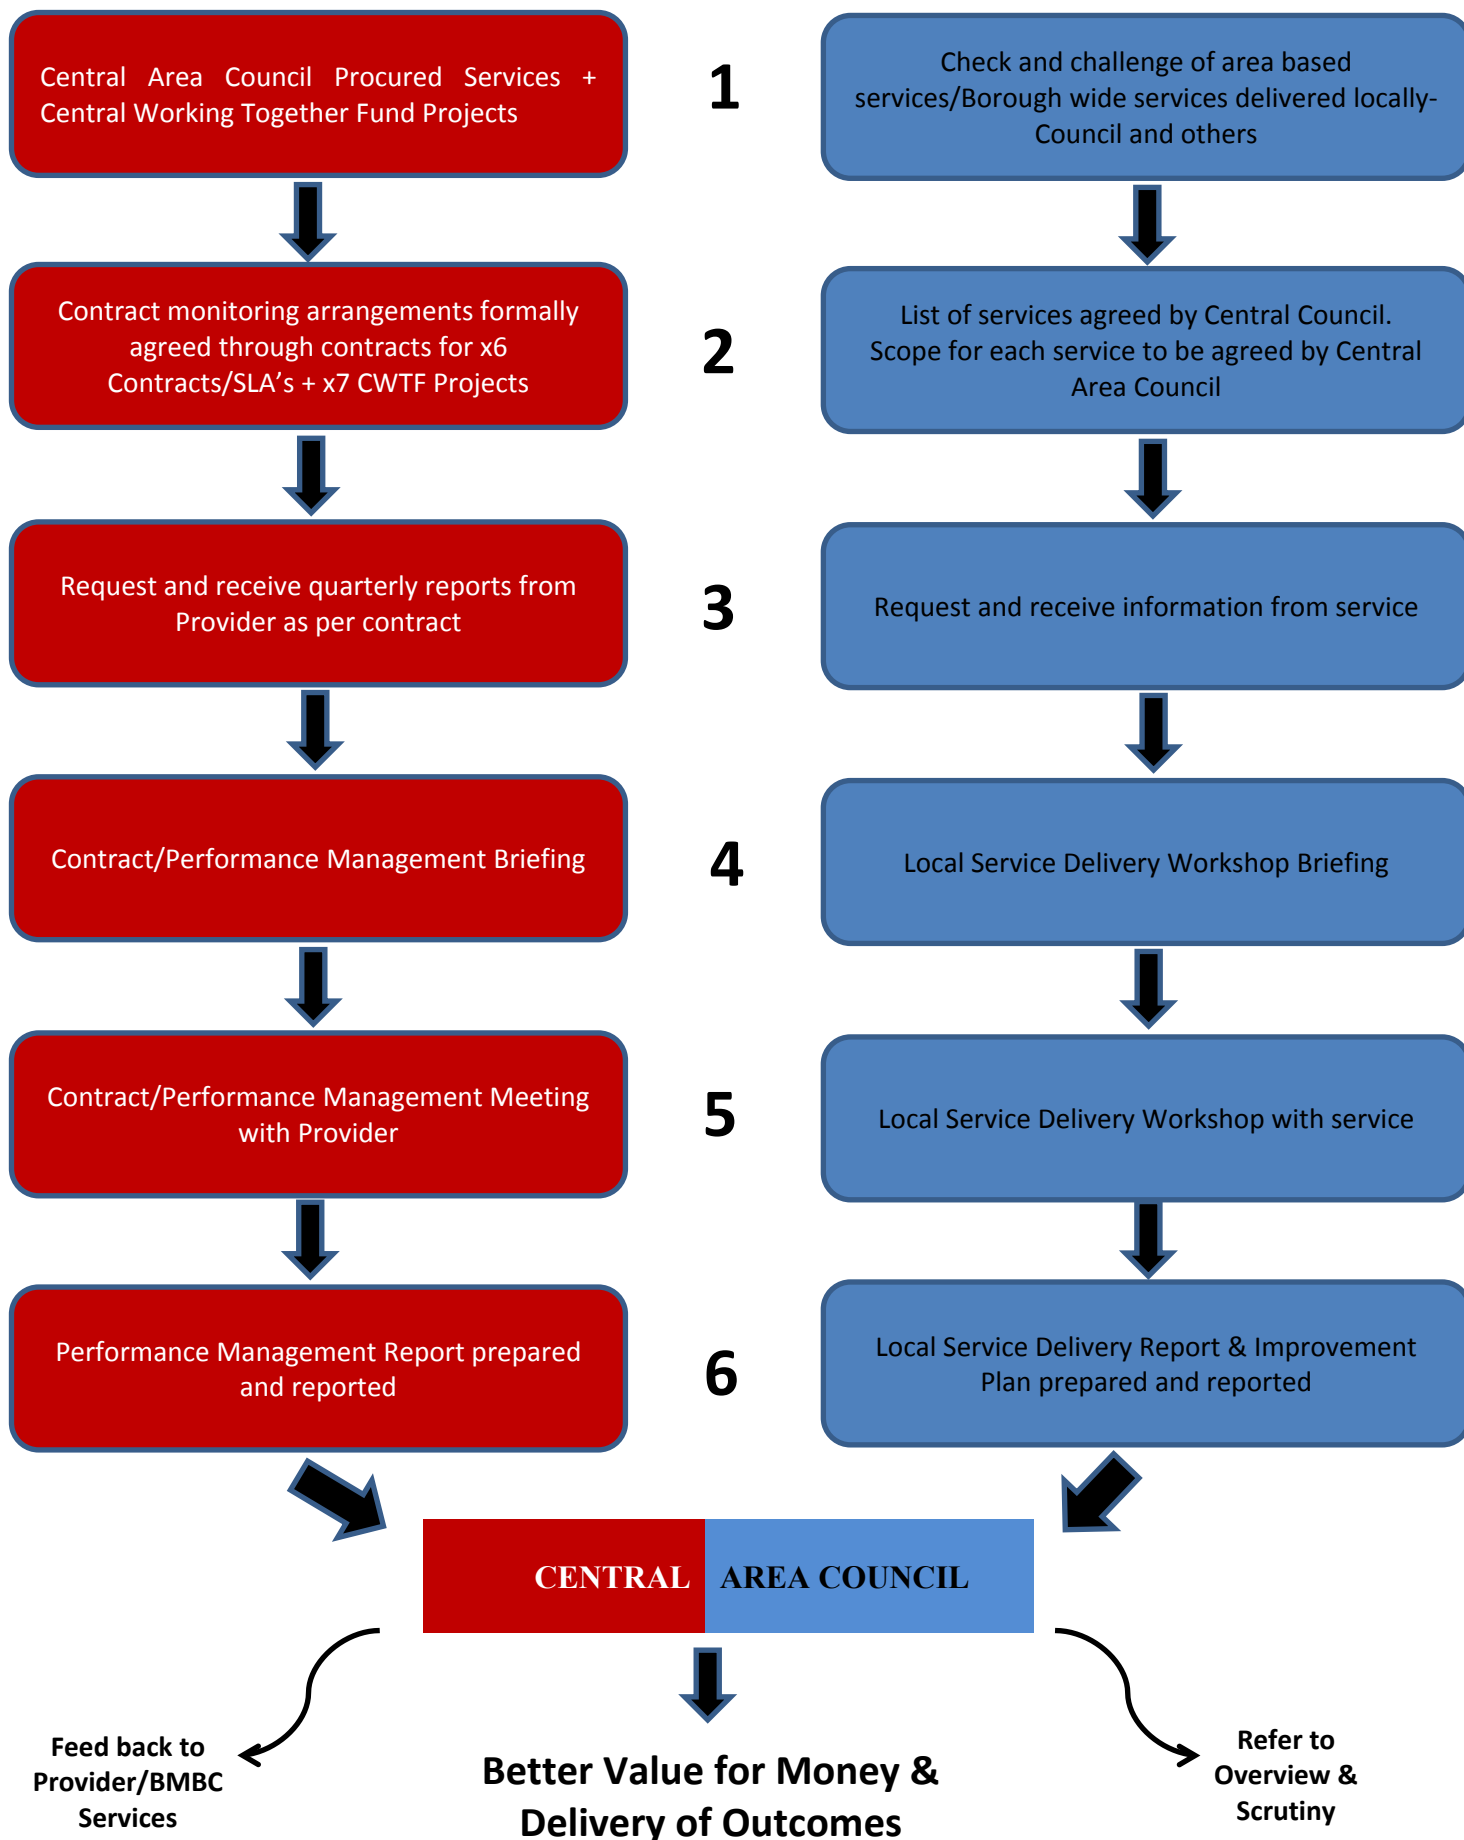 Central Area Council Procured Services +
Central Working Together Fund Projects
1
Check and challenge of area based
services/Borough wide services delivered locally-
Council and others
Contract monitoring arrangements formally
agreed through contracts for x6
Contracts/SLA’s + x7 CWTF Projects
2
List of services agreed by Central Council.
Scope for each service to be agreed by Central
Area Council
Request and receive quarterly reports from
Provider as per contract
3
Request and receive information from service
Contract/Performance Management Briefing
4
Local Service Delivery Workshop Briefing
Contract/Performance Management Meeting
with Provider
5
Local Service Delivery Workshop with service
Performance Management Report prepared
and reported
6
Local Service Delivery Report & Improvement
Plan prepared and reported
CENTRAL AREA COUNCIL
Feed back to
Provider/BMBC
Services
Better Value for Money &
Delivery of Outcomes
Refer to
Overview &
Scrutiny